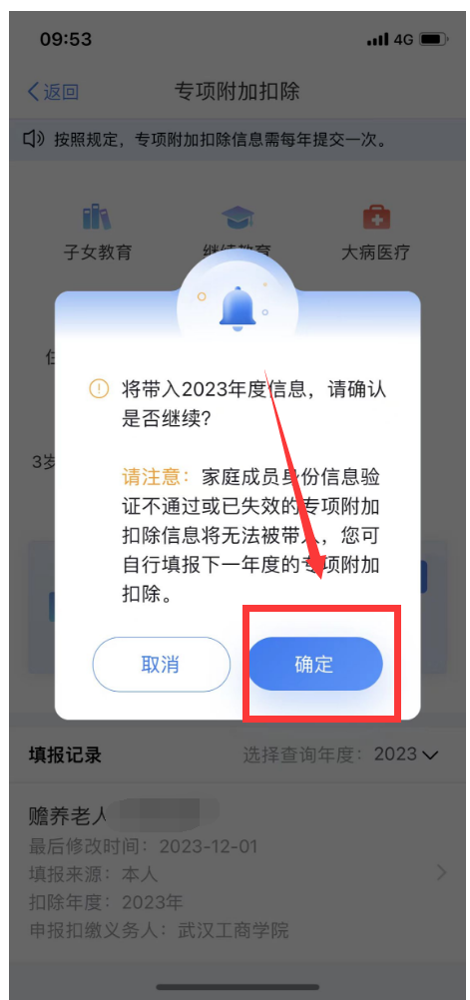 09:53
4G
返回
专项附加扣除
按照规定，专项附加扣除信息需每年提交一次。
子女教育
继续教育
大病医疗
将带入2023年度信息，请确认
是否继续？
3岁
请注意：家庭成员身份信息验
证不通过或已失效的专项附加
扣除信息将无法被带入，您可
自行填报下一年度的专项附加
扣除。
取消
确定
填报记录
选择查询年度：2023
赡养老人
最后修改时间：2023-12-01
填报来源：本人
扣除年度：2023年
申报扣缴义务人：武汉工商学院